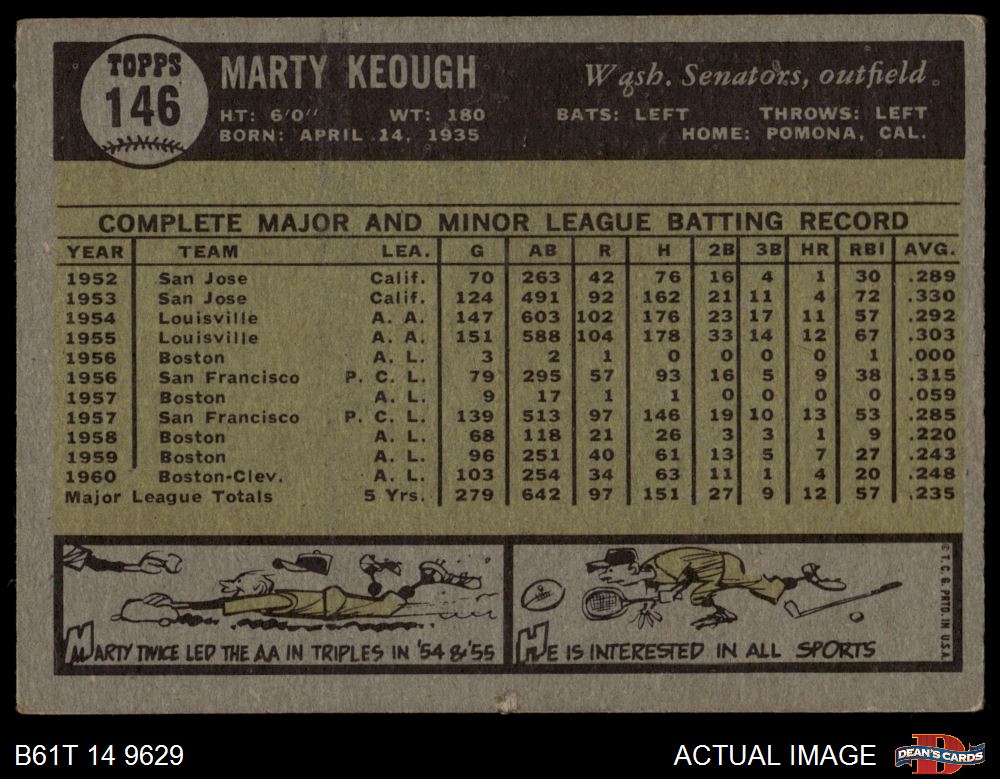 TOPPS
146
MARTY KEOUGH
Wash. Senators, outfield
HT: 6'0" WT: 180 BATS: LEFT THROWS: LEFT
BORN: APRIL 14, 1935 HOME: POMONA, CAL.
COMPLETE MAJOR AND MINOR LEAGUE BATTING RECORD
YEAR TEAM LEA. G AB R H 2B 3B HR RBI AVG.
1952 San Jose Calif. 70 263 42 76 16 4 1 30 .289
1953 San Jose Calif. 124 491 92 162 21 11 4 72 .330
1954 Louisville A. A. 147 603 102 176 23 17 11 57 .292
1955 Louisville A. A. 151 588 104 178 33 14 12 67 .303
1956 Boston A. L. 3 2 1 0 0 0 0 1 .000
1956 San Francisco P. C. L. 79 295 57 93 16 5 9 38 .315
1957 Boston A. L. 9 17 1 1 0 0 0 0 .059
1957 San Francisco P. C. L. 139 513 97 146 19 10 13 53 .285
1958 Boston A. L. 68 118 21 26 3 3 1 9 .220
1959 Boston A. L. 96 251 40 61 13 5 7 27 .243
1960 Boston-Clev. A. L. 103 254 34 63 11 1 4 20 .248
Major League Totals 5 Yrs. 279 642 97 151 27 9 12 57 .235
MARTY TWICE LED THE AA IN TRIPLES IN '54 & '55
HE IS INTERESTED IN ALL SPORTS
© T. C. G. PRTD. IN U.S.A.
B61T 14 9629
ACTUAL IMAGE
DEAN'S CARDS